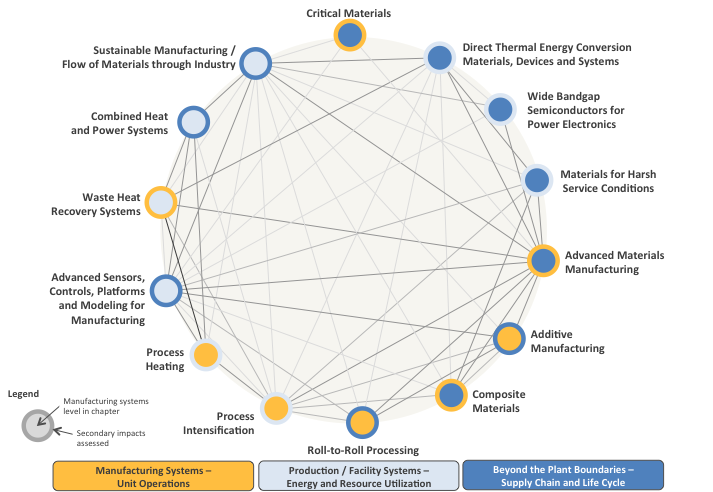 Critical Materials
Sustainable Manufacturing /
Flow of Materials through Industry
Direct Thermal Energy Conversion
Materials, Devices and Systems
Combined Heat
and Power Systems
Wide Bandgap
Semiconductors for
Power Electronics
Materials for Harsh
Service Conditions
Waste Heat
Recovery Systems
Advanced Materials
Manufacturing
Advanced Sensors,
Controls, Platforms
and Modeling for
Manufacturing
Additive
Manufacturing
Process
Heating
Composite
Materials
Process
Intensification
Roll-to-Roll Processing
Legend
Manufacturing systems
level in chapter
Secondary impacts
assessed
Manufacturing Systems –
Unit Operations
Production / Facility Systems –
Energy and Resource Utilization
Beyond the Plant Boundaries –
Supply Chain and Life Cycle